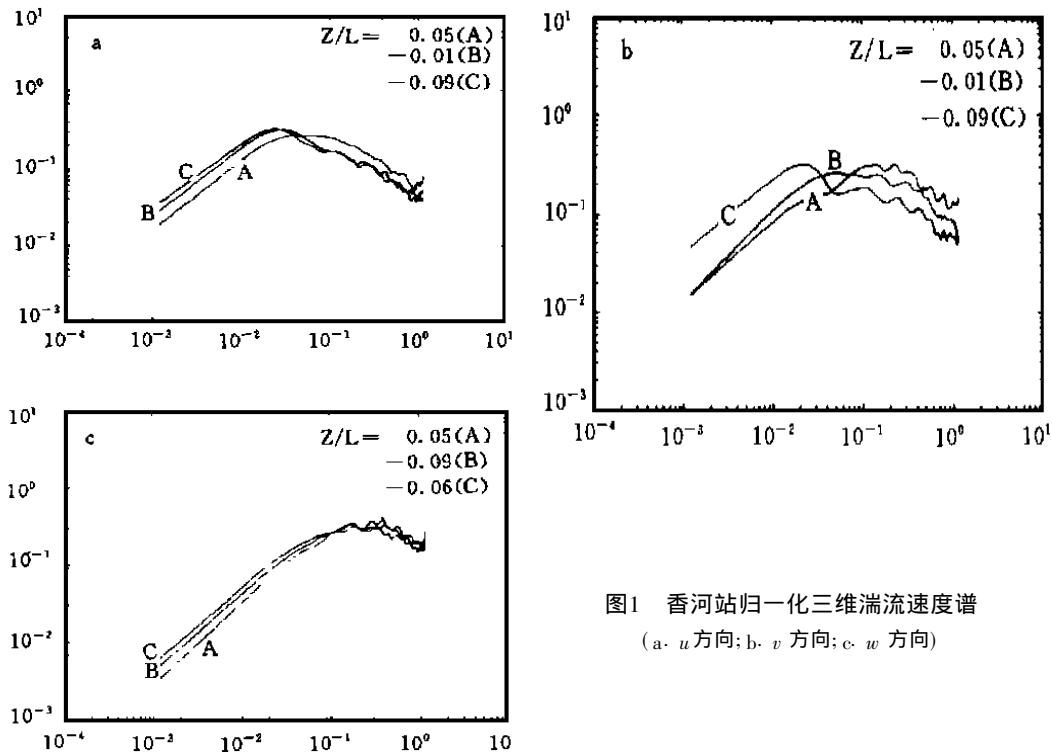 a
Z/L= 0.05(A)
-0.01(B)
-0.09(C)
10¹
10⁰
10⁻¹
10⁻²
10⁻³
C
B
A
10⁻⁴ 10⁻³ 10⁻² 10⁻¹ 10⁰ 10¹
b
Z/L= 0.05(A)
-0.01(B)
-0.09(C)
10¹
10⁰
10⁻¹
10⁻²
10⁻³
B
C
A
10⁻⁴ 10⁻³ 10⁻² 10⁻¹ 10⁰ 10¹
c
Z/L= 0.05(A)
-0.09(B)
-0.06(C)
10¹
10⁰
10⁻¹
10⁻²
10⁻³
C
B
A
10⁻⁴ 10⁻³ 10⁻² 10⁻¹ 10⁰ 10¹
图1 香河站归一化三维湍流速度谱
(a. u方向; b. v 方向; c. w 方向)